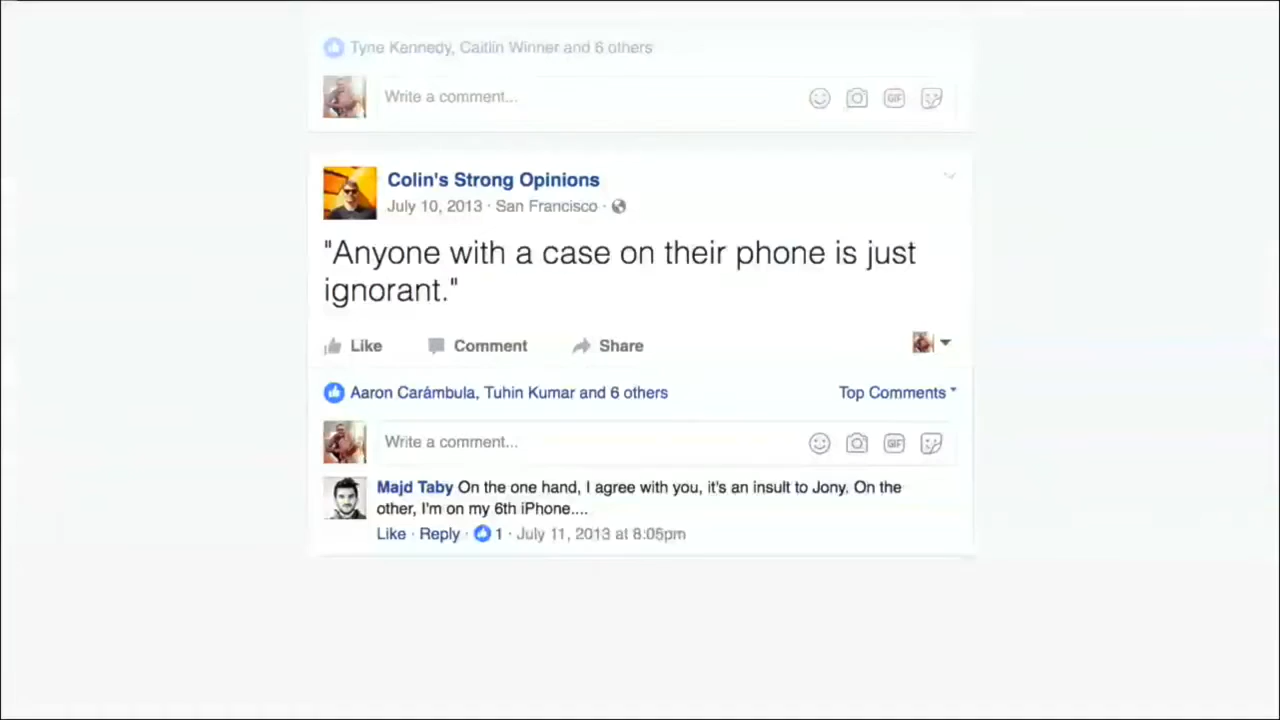 Tyne Kennedy, Caitlin Winner and 6 others
Write a comment...
GIF
Colin's Strong Opinions
July 10, 2013 · San Francisco ·
"Anyone with a case on their phone is just
ignorant."
Like Comment Share
Aaron Carámbula, Tuhin Kumar and 6 others Top Comments
Write a comment...
GIF
Majd Taby On the one hand, I agree with you, it's an insult to Jony. On the
other, I'm on my 6th iPhone....
Like · Reply · 1 · July 11, 2013 at 8:05pm